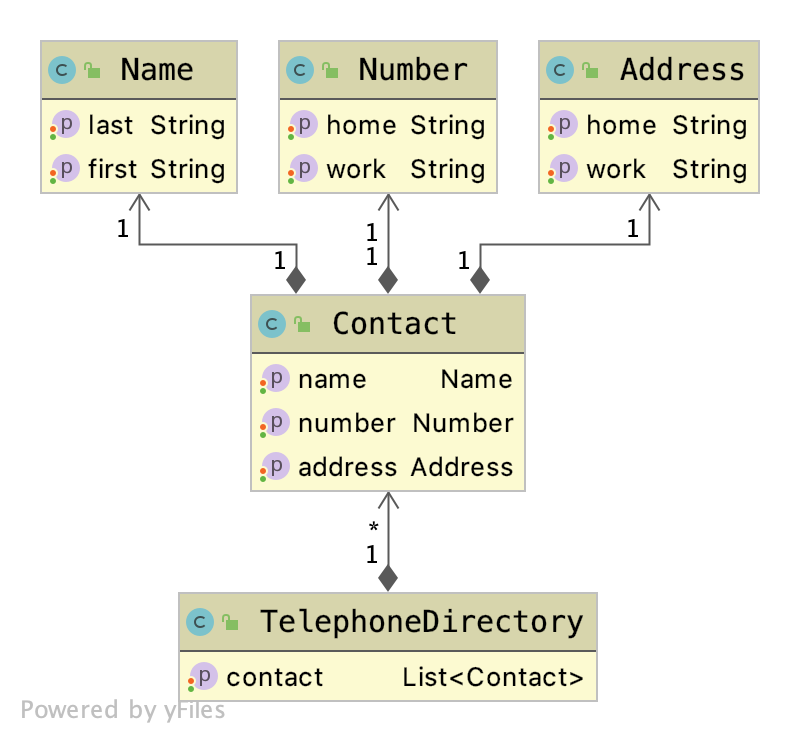 C Name
p last String
p first String
C Number
p home String
p work String
C Address
p home String
p work String
1
1
1
1
1
1
C Contact
p name Name
p number Number
p address Address
*
1
C TelephoneDirectory
p contact List<Contact>
Powered by yFiles